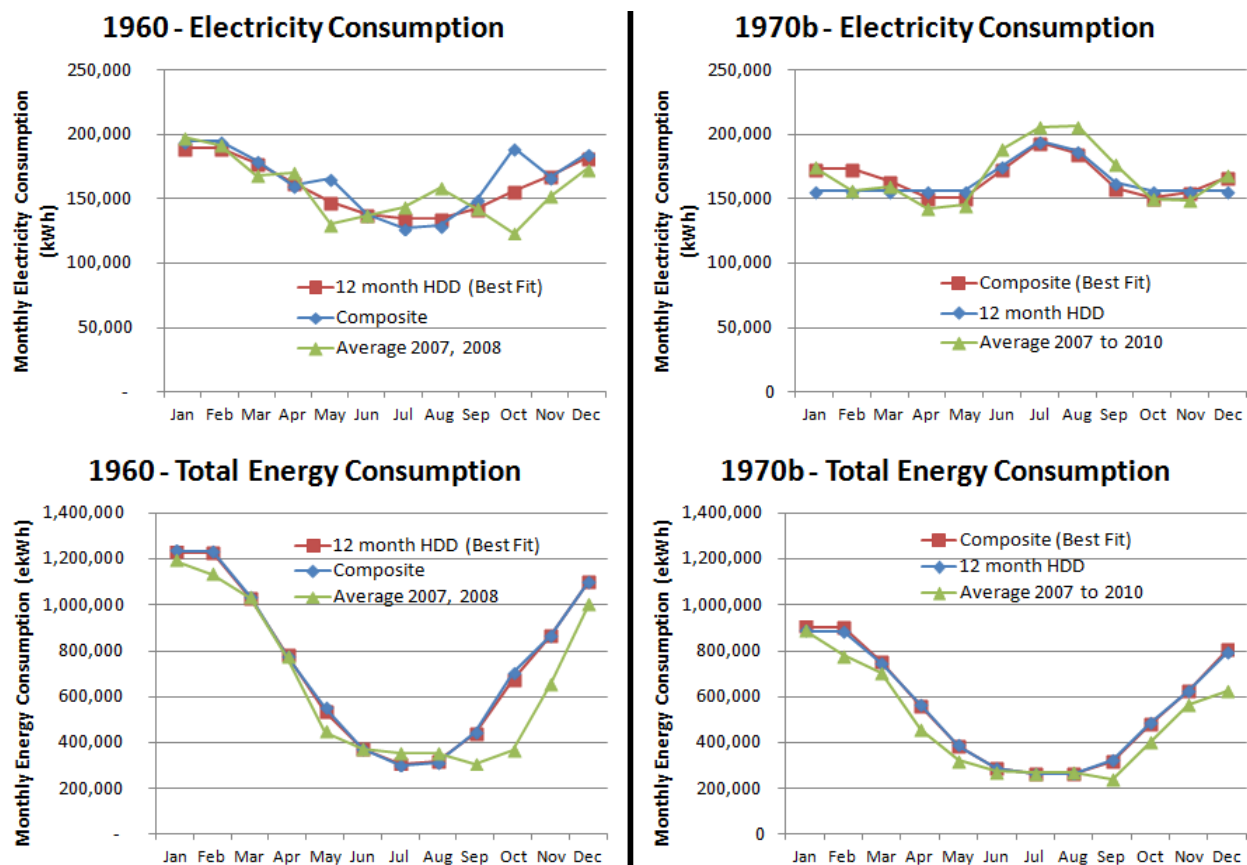 1960 - Electricity Consumption
Monthly Electricity Consumption
(kWh)
250,000
200,000
150,000
100,000
50,000
-
12 month HDD (Best Fit)
Composite
Average 2007, 2008
Jan Feb Mar Apr May Jun Jul Aug Sep Oct Nov Dec
1970b - Electricity Consumption
Monthly Electricity Consumption
(kWh)
250,000
200,000
150,000
100,000
50,000
0
Composite (Best Fit)
12 month HDD
Average 2007 to 2010
Jan Feb Mar Apr May Jun Jul Aug Sep Oct Nov Dec
1960 - Total Energy Consumption
Monthly Energy Consumption (ekWh)
1,400,000
1,200,000
1,000,000
800,000
600,000
400,000
200,000
-
12 month HDD (Best Fit)
Composite
Average 2007, 2008
Jan Feb Mar Apr May Jun Jul Aug Sep Oct Nov Dec
1970b - Total Energy Consumption
Monthly Energy Consumption (ekWh)
1,400,000
1,200,000
1,000,000
800,000
600,000
400,000
200,000
0
Composite (Best Fit)
12 month HDD
Average 2007 to 2010
Jan Feb Mar Apr May Jun Jul Aug Sep Oct Nov Dec